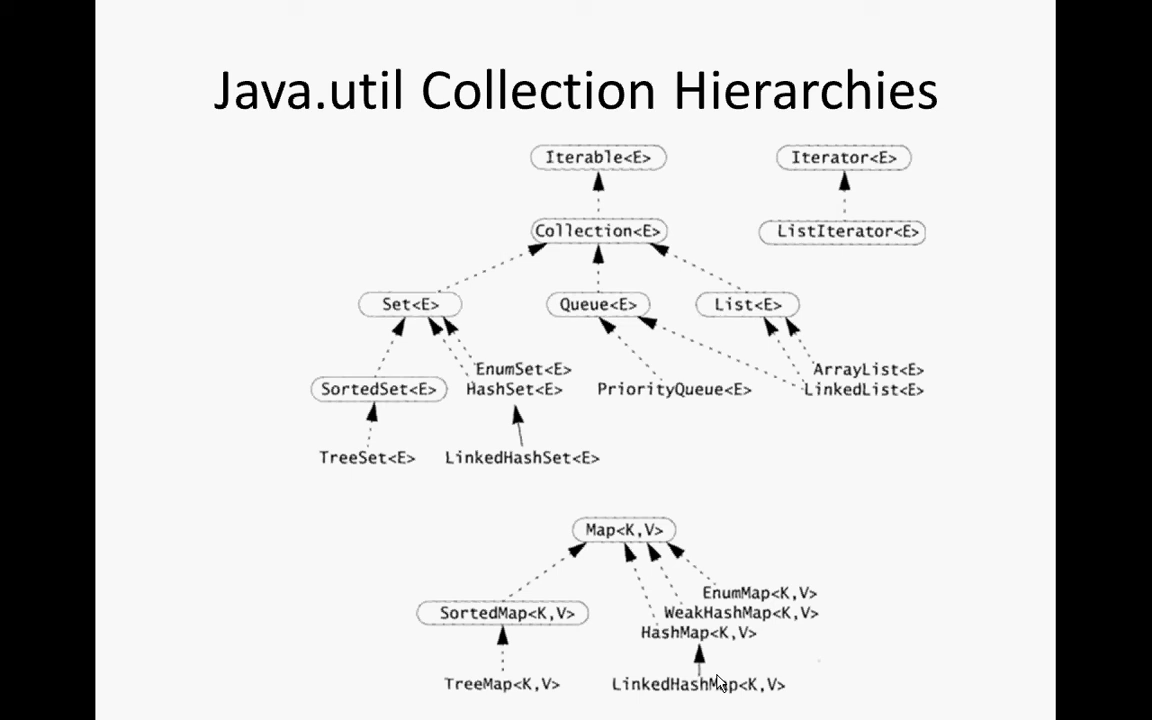 Java.util Collection Hierarchies
Iterable<E> Iterator<E>
Collection<E> ListIterator<E>
Set<E> Queue<E> List<E>
EnumSet<E> ArrayList<E>
SortedSet<E> HashSet<E> PriorityQueue<E> LinkedList<E>
TreeSet<E> LinkedHashSet<E>
Map<K,V>
EnumMap<K,V>
SortedMap<K,V> WeakHashMap<K,V>
HashMap<K,V>
TreeMap<K,V> LinkedHashMap<K,V>